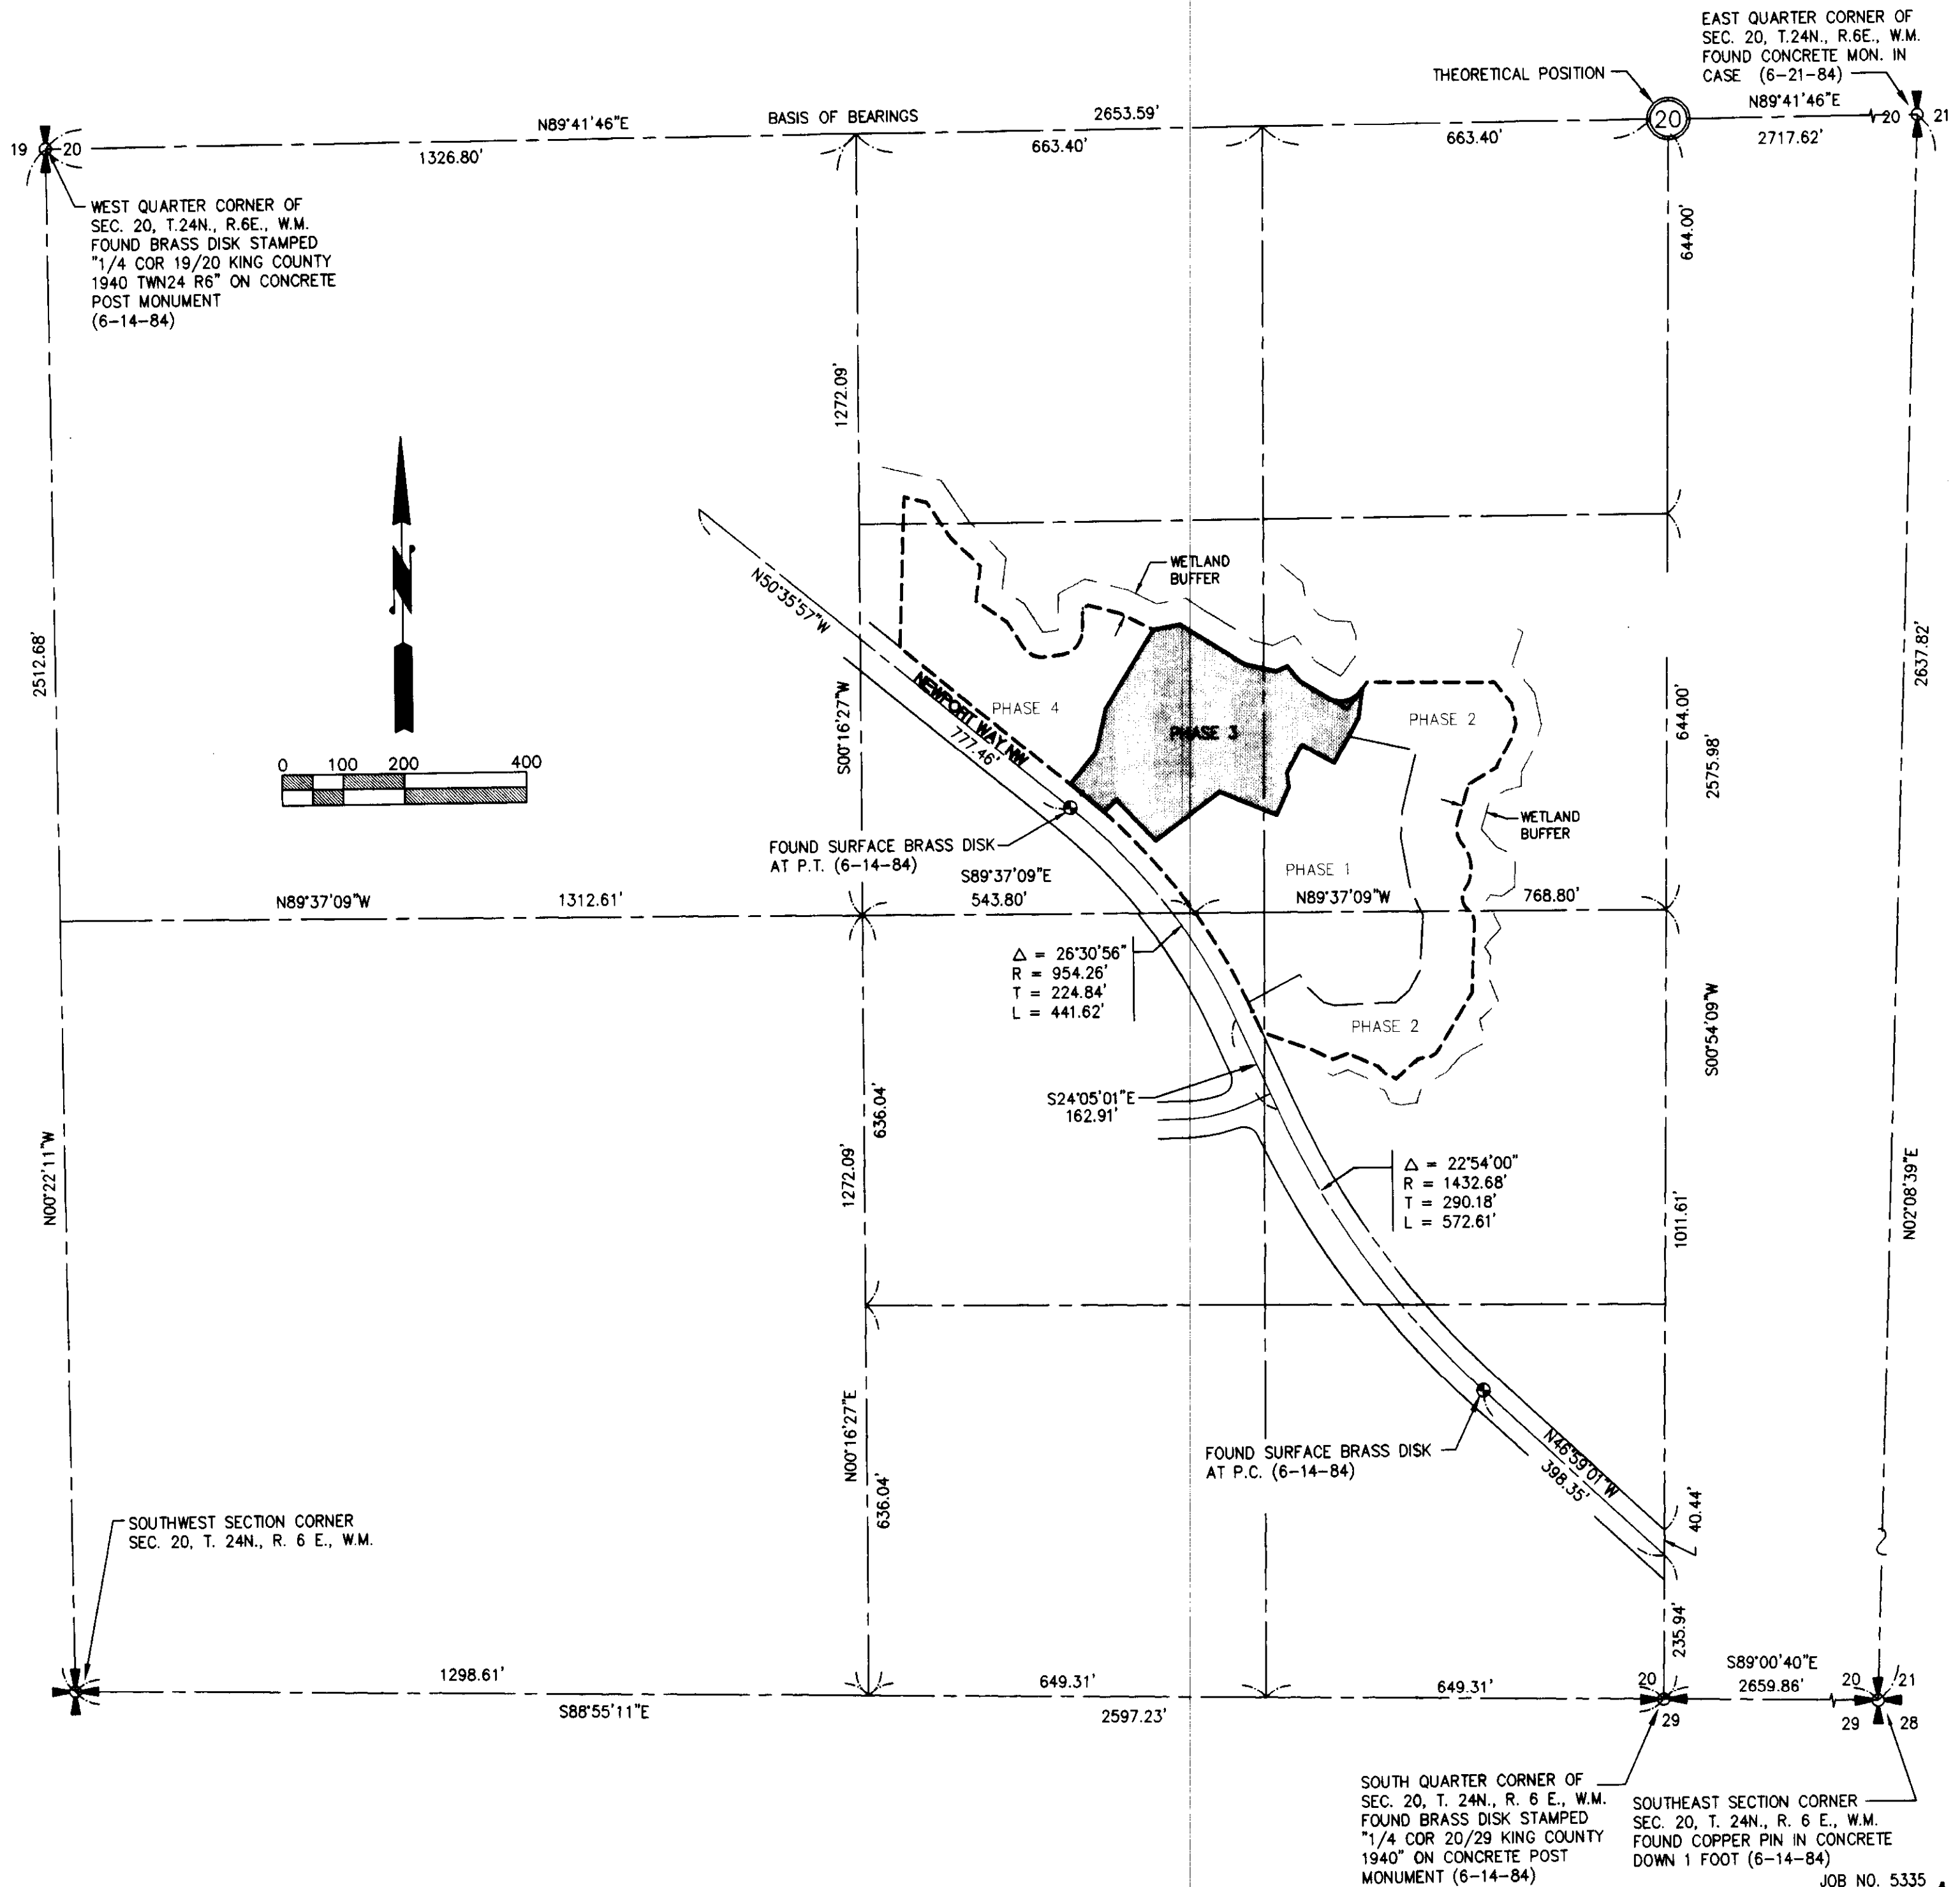 EAST QUARTER CORNER OF
SEC. 20, T.24N., R.6E., W.M.
FOUND CONCRETE MON. IN
CASE (6-21-84)
THEORETICAL POSITION
N89°41'46"E
BASIS OF BEARINGS
2653.59'
20
N89°41'46"E
20
21
19
20
1326.80'
663.40'
663.40'
2717.62'
WEST QUARTER CORNER OF
SEC. 20, T.24N., R.6E., W.M.
FOUND BRASS DISK STAMPED
"1/4 COR 19/20 KING COUNTY
1940 TWN24 R6" ON CONCRETE
POST MONUMENT
(6-14-84)
644.00'
1272.09'
N
WETLAND
BUFFER
N50°35'57"W
2512.68'
2637.82'
S00°16'27"W
NEWPORT WAY NW
777.46'
PHASE 4
PHASE 3
PHASE 2
644.00'
2575.98'
0 100 200 400
WETLAND
BUFFER
FOUND SURFACE BRASS DISK
AT P.T. (6-14-84)
PHASE 1
S89°37'09"E
543.80'
N89°37'09"W
1312.61'
N89°37'09"W
768.80'
Δ = 26°30'56"
R = 954.26'
T = 224.84'
L = 441.62'
PHASE 2
S00°54'09"W
S24°05'01"E
162.91'
636.04'
1272.09'
N00°22'11"W
N02°08'39"E
Δ = 22°54'00"
R = 1432.68'
T = 290.18'
L = 572.61'
1011.61'
N00°16'27"E
636.04'
FOUND SURFACE BRASS DISK
AT P.C. (6-14-84)
N46°59'01"W
398.35'
40.44'
SOUTHWEST SECTION CORNER
SEC. 20, T. 24N., R. 6 E., W.M.
235.94'
1298.61'
649.31'
649.31'
S88°55'11"E
2597.23'
S89°00'40"E
2659.86'
20
29
20
21
29
28
SOUTH QUARTER CORNER OF
SEC. 20, T. 24N., R. 6 E., W.M.
FOUND BRASS DISK STAMPED
"1/4 COR 20/29 KING COUNTY
1940" ON CONCRETE POST
MONUMENT (6-14-84)
SOUTHEAST SECTION CORNER
SEC. 20, T. 24N., R. 6 E., W.M.
FOUND COPPER PIN IN CONCRETE
DOWN 1 FOOT (6-14-84)
JOB NO. 5335